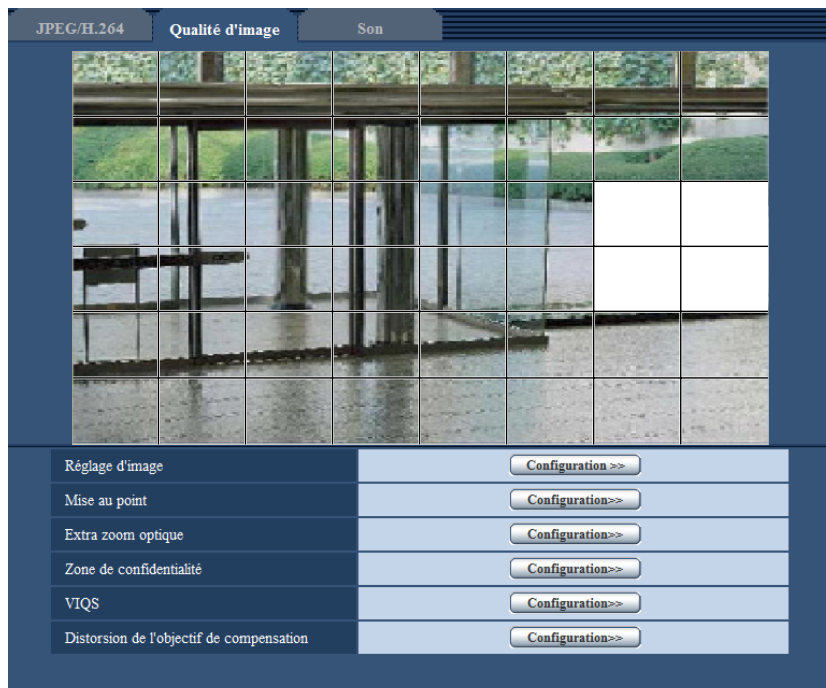 JPEG/H.264 Qualité d'image Son
Réglage d'image Configuration >>
Mise au point Configuration>>
Extra zoom optique Configuration>>
Zone de confidentialité Configuration>>
VIQS Configuration>>
Distorsion de l'objectif de compensation Configuration>>